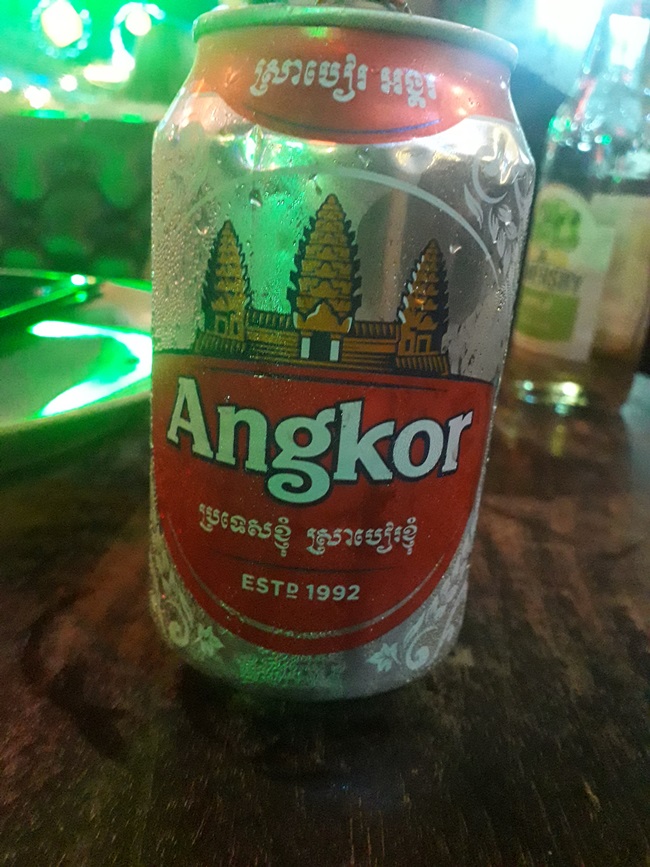 ស្រាបៀរ អង្គរ
Angkor
ប្រទេសខ្ញុំ ស្រាបៀរខ្ញុំ
ESTD 1992